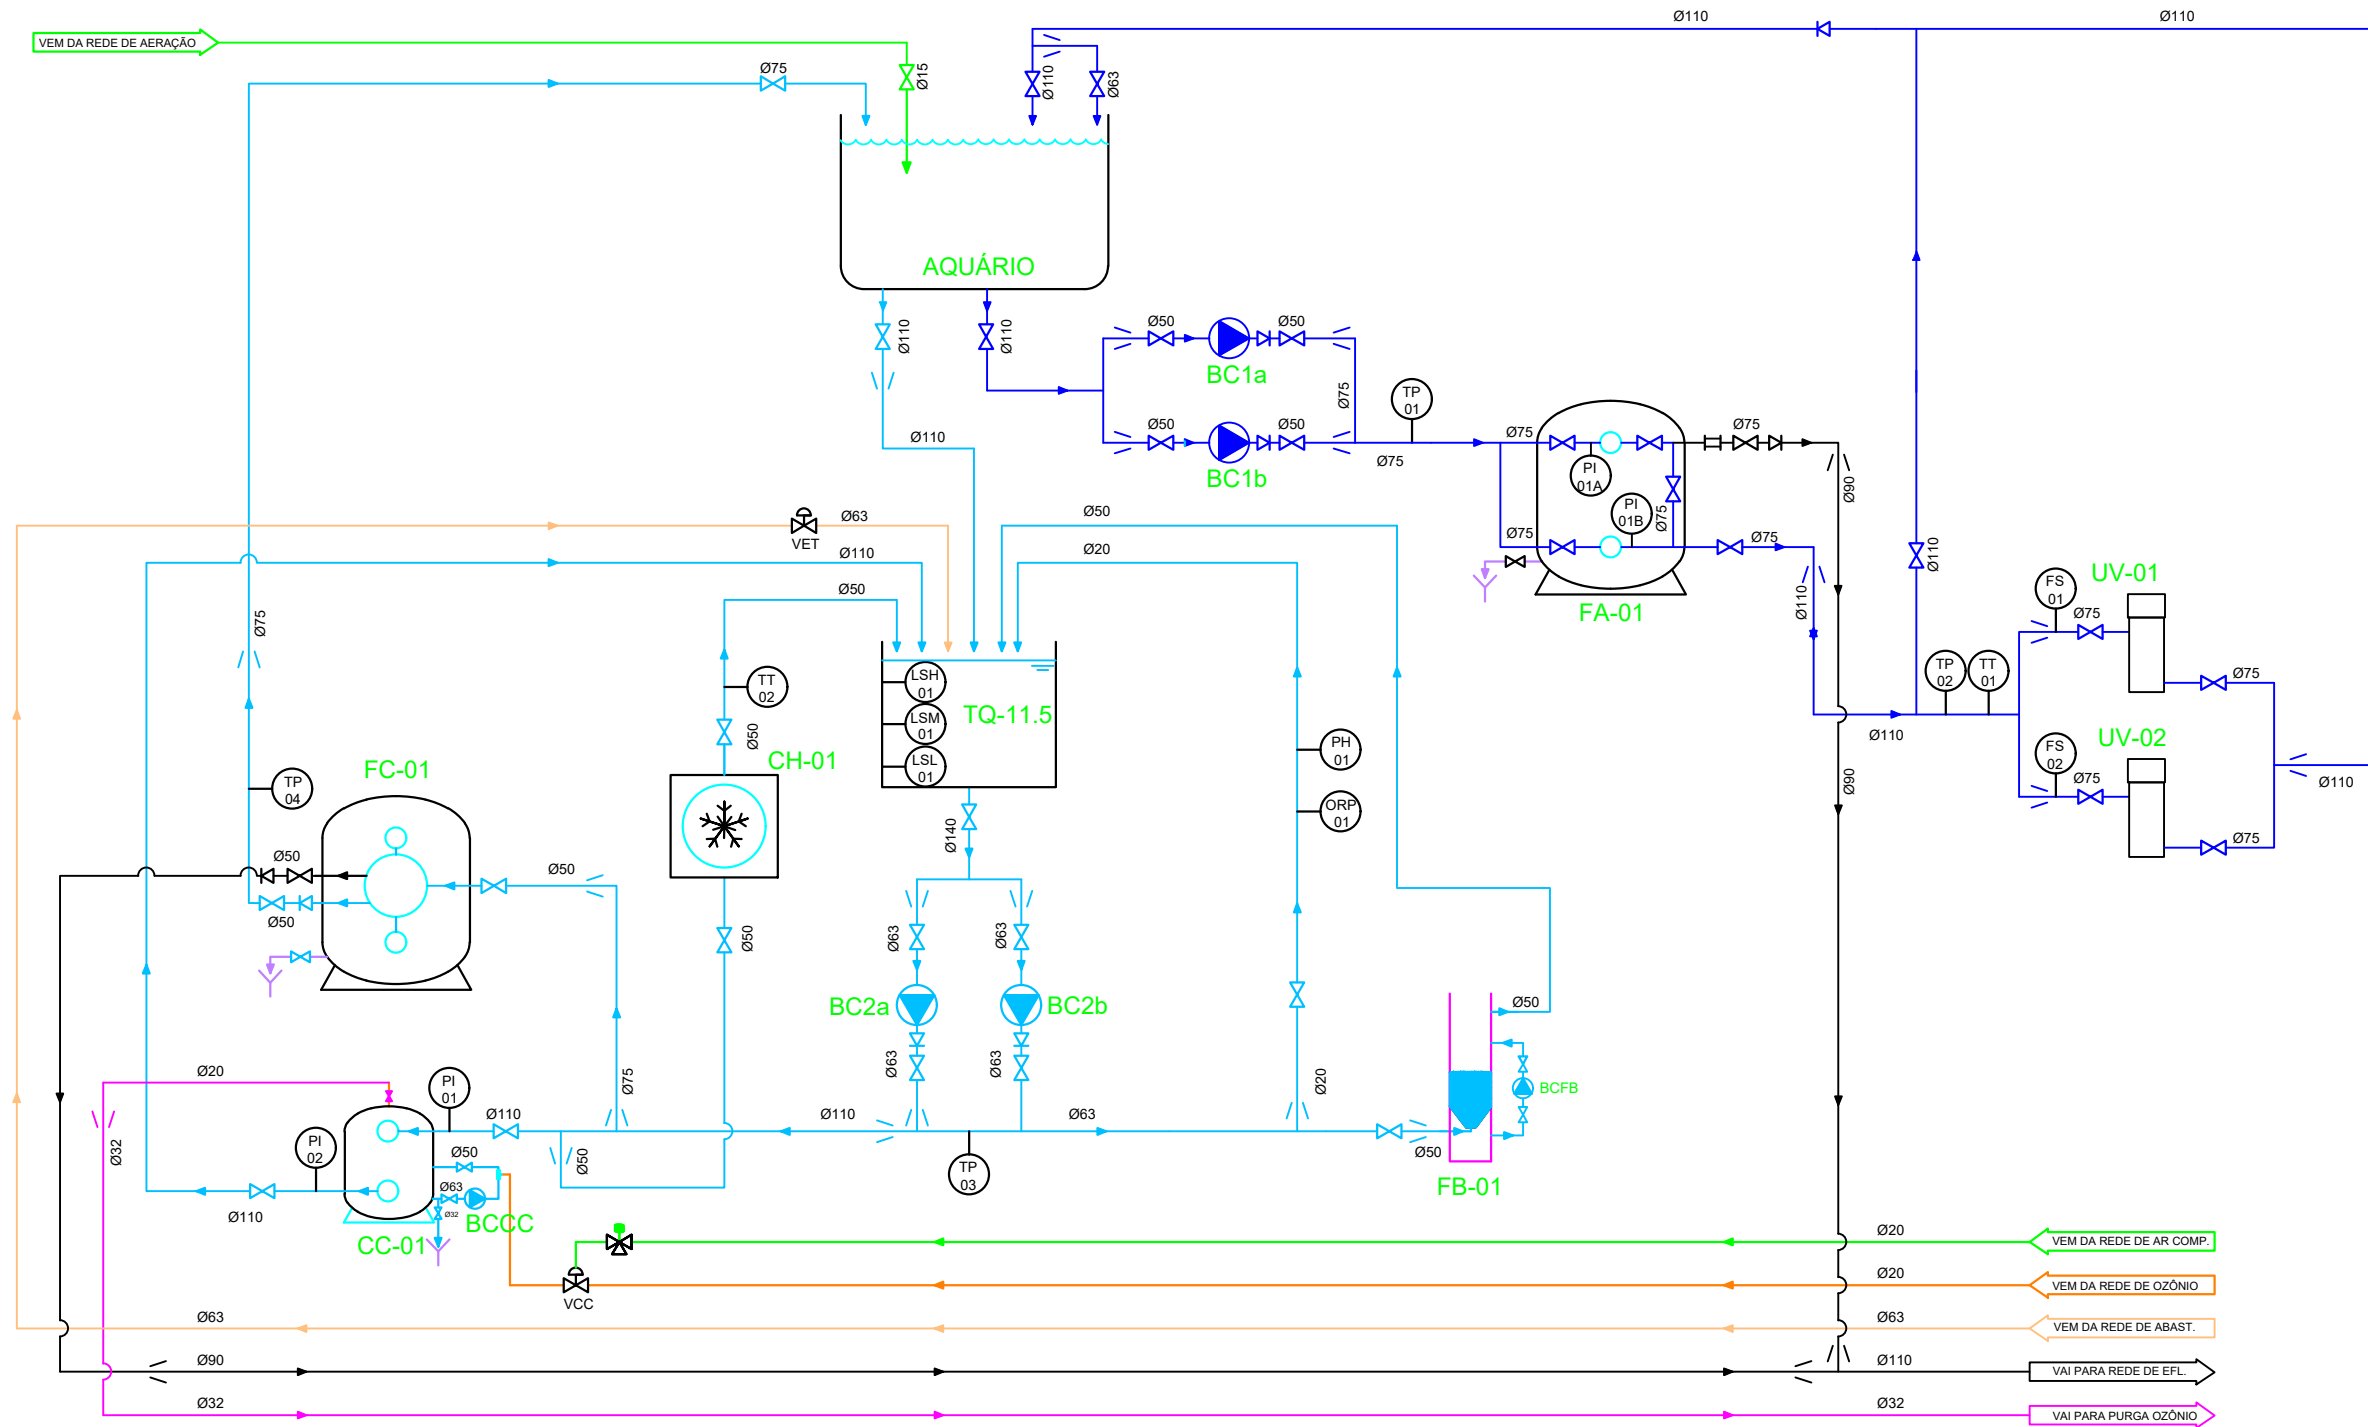 Ø110
Ø110
VEM DA REDE DE AERAÇÃO
Ø75
Ø15
Ø110
Ø63
AQUÁRIO
Ø110
Ø110
Ø50
Ø50
BC1a
Ø75
Ø50
Ø50
BC1b
TP
01
Ø75
Ø110
Ø75
PI
01A
PI
01B
Ø75
Ø75
Ø75
Ø90
Ø75
FA-01
Ø110
Ø63
VET
Ø110
Ø50
Ø50
Ø20
Ø110
FS
01
UV-01
Ø75
Ø75
TP
02
TT
01
Ø110
FS
02
UV-02
Ø75
Ø75
Ø110
Ø90
Ø75
TT
02
Ø50
CH-01
LSH
01
LSM
01
LSL
01
TQ-11.5
PH
01
ORP
01
FC-01
TP
04
Ø50
Ø50
Ø50
Ø140
Ø50
Ø63
Ø63
BC2a
BC2b
Ø63
Ø63
Ø50
BCFB
Ø20
Ø75
Ø20
PI
01
Ø110
Ø110
Ø63
Ø32
PI
02
Ø50
Ø50
Ø50
TP
03
FB-01
Ø63
Ø32
Ø110
BCCC
CC-01
Ø20
VEM DA REDE DE AR COMP.
VCC
Ø20
VEM DA REDE DE OZÔNIO
Ø63
Ø63
VEM DA REDE DE ABAST.
Ø90
Ø110
VAI PARA REDE DE EFL.
Ø32
Ø32
VAI PARA PURGA OZÔNIO